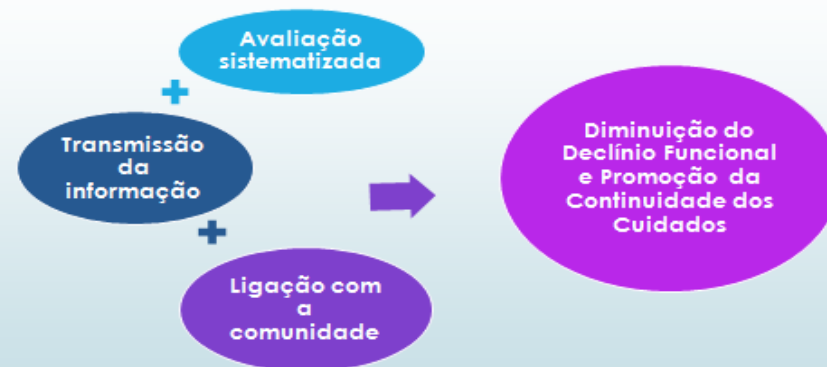 Avaliação
sistematizada
Transmissão
da
informação
Ligação com
a
comunidade
Diminuição do
Declínio Funcional
e Promoção da
Continuidade dos
Cuidados